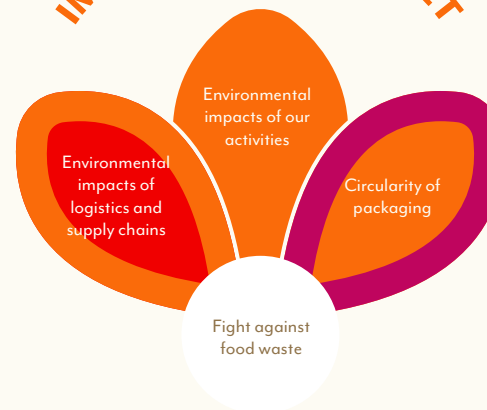 Environmental
impacts of our
activities
Environmental
impacts of
logistics and
supply chains
Circularity of
packaging
Fight against
food waste